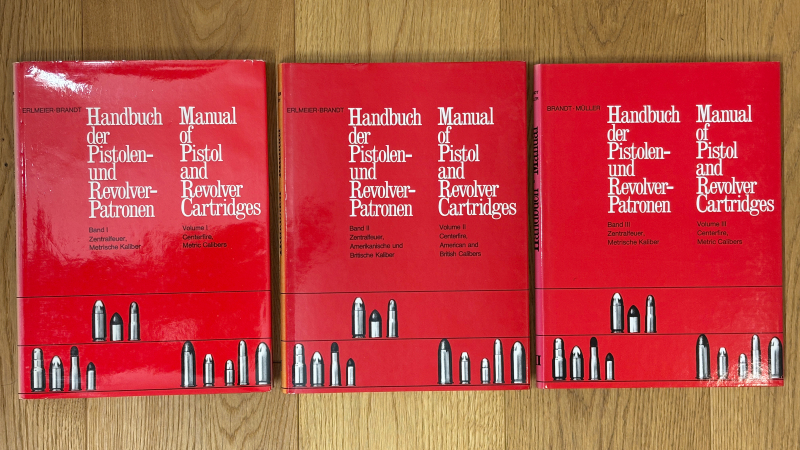 ERLMEIER-BRANDT
Handbuch
der
Pistolen-
und
Revolver-
Patronen
Band I
Zentralfeuer,
Metrische Kaliber
Manual
of
Pistol
and
Revolver
Cartridges
Volume I
Centerfire,
Metric Calibers
ERLMEIER-BRANDT
Handbuch
der
Pistolen-
und
Revolver-
Patronen
Band II
Zentralfeuer,
Amerikanische und
Britische Kaliber
Manual
of
Pistol
and
Revolver
Cartridges
Volume II
Centerfire,
American and
British Calibers
BRANDT-MÜLLER
Handbuch
der
Pistolen-
und
Revolver-
Patronen
Band III
Zentralfeuer,
Metrische Kaliber
Manual
of
Pistol
and
Revolver
Cartridges
Volume III
Centerfire,
Metric Calibers